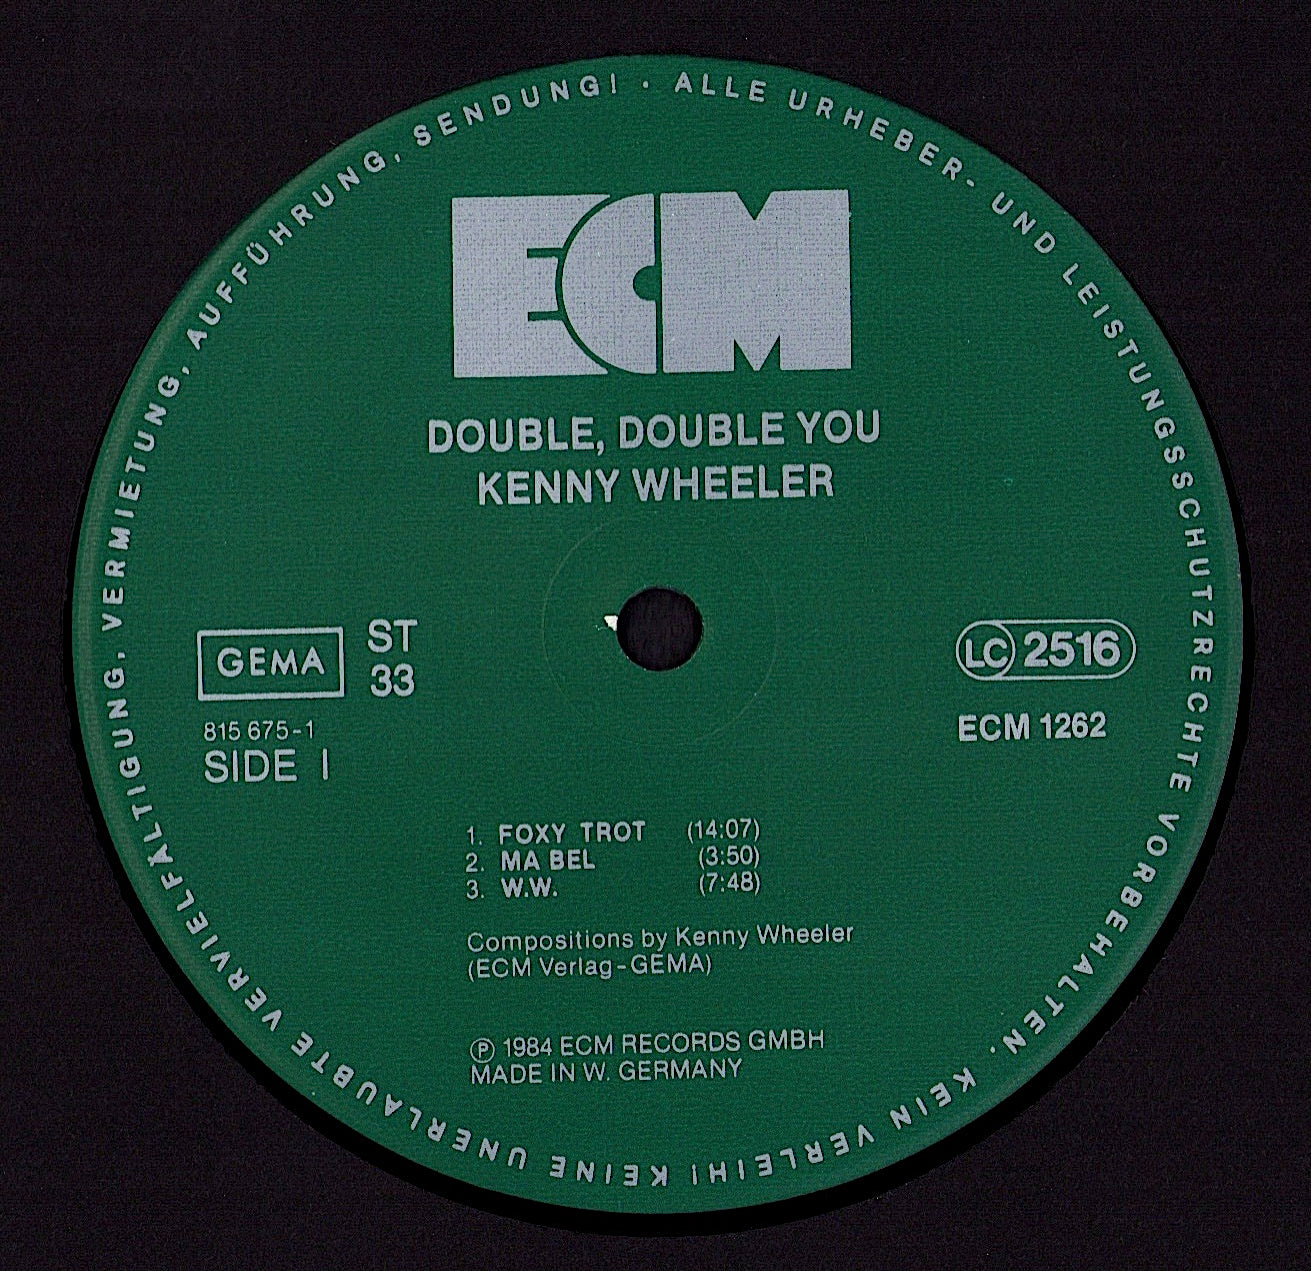 ALLE URHEBER- UND LEISTUNGSSCHUTZRECHTE VORBEHALTEN. KEIN VERLEIH! KEINE UNERLAUBTE VERVIELFÄLTIGUNG, VERMIETUNG, AUFFÜHRUNG, SENDUNG! ·
ECM
DOUBLE, DOUBLE YOU
KENNY WHEELER
GEMA
ST
33
LC 2516
815 675-1
SIDE I
ECM 1262
1. FOXY TROT (14:07)
2. MA BEL (3:50)
3. W.W. (7:48)
Compositions by Kenny Wheeler
(ECM Verlag-GEMA)
Ⓟ 1984 ECM RECORDS GMBH
MADE IN W. GERMANY